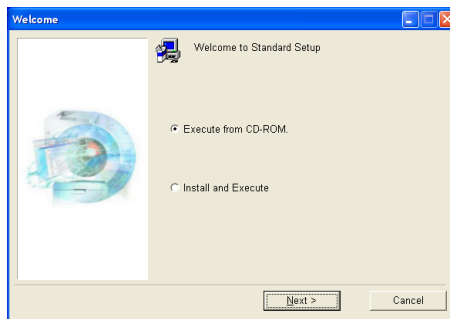 Welcome
Welcome to Standard Setup
Execute from CD-ROM.
Install and Execute
Next >
Cancel